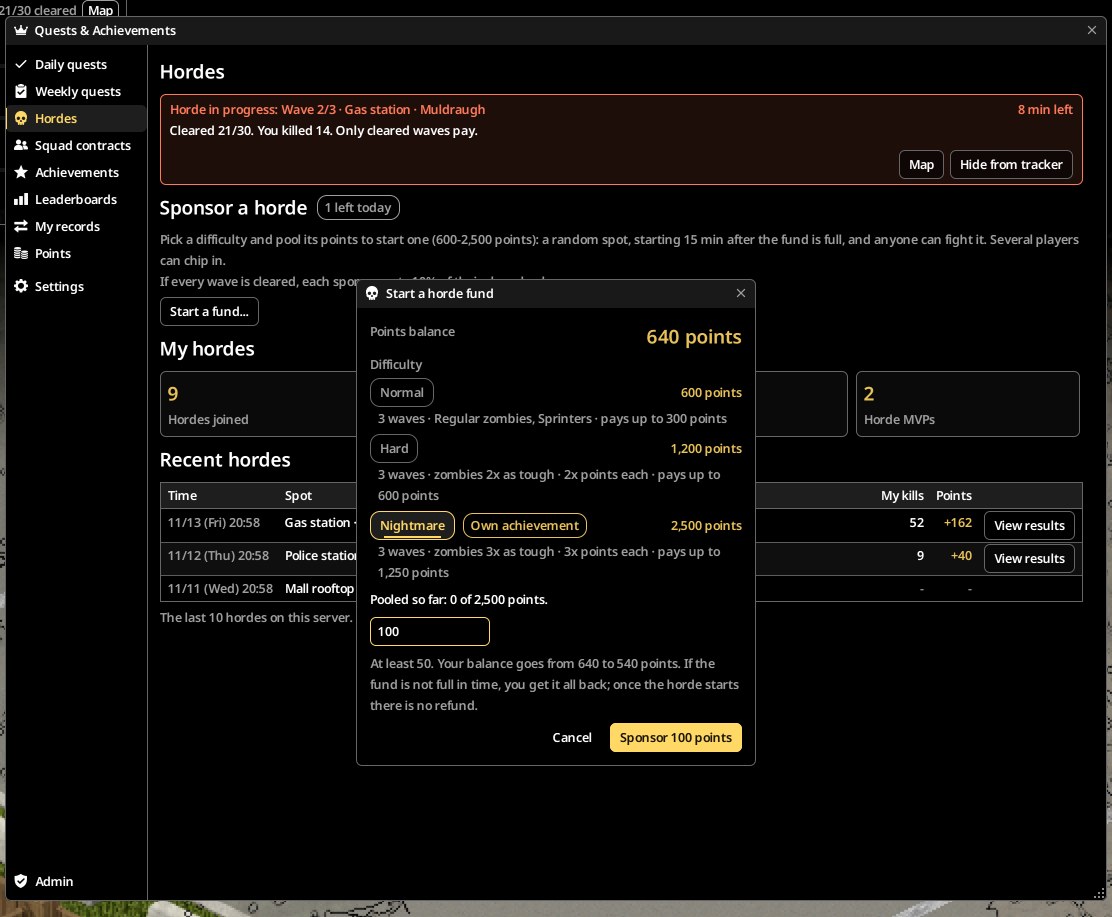 21/30 cleared Map
Quests & Achievements
Daily quests
Weekly quests
Hordes
Squad contracts
Achievements
Leaderboards
My records
Points
Settings
Admin
Hordes
Horde in progress: Wave 2/3 · Gas station · Muldraugh 8 min left
Cleared 21/30. You killed 14. Only cleared waves pay.
Map Hide from tracker
Sponsor a horde 1 left today
Pick a difficulty and pool its points to start one (600-2,500 points): a random spot, starting 15 min after the fund is full, and anyone can fight it. Several players
can chip in.
If every wave is cleared, each
Start a fund...
My hordes
9
Hordes joined
2
Horde MVPs
Recent hordes
Time Spot My kills Points
11/13 (Fri) 20:58 Gas station · 52 +162 View results
11/12 (Thu) 20:58 Police station 9 +40 View results
11/11 (Wed) 20:58 Mall rooftop - -
The last 10 hordes on this server.
Start a horde fund
Points balance 640 points
Difficulty
Normal 600 points
3 waves · Regular zombies, Sprinters · pays up to 300 points
Hard 1,200 points
3 waves · zombies 2x as tough · 2x points each · pays up to
600 points
Nightmare Own achievement 2,500 points
3 waves · zombies 3x as tough · 3x points each · pays up to
1,250 points
Pooled so far: 0 of 2,500 points.
100
At least 50. Your balance goes from 640 to 540 points. If the
fund is not full in time, you get it all back; once the horde starts
there is no refund.
Cancel Sponsor 100 points